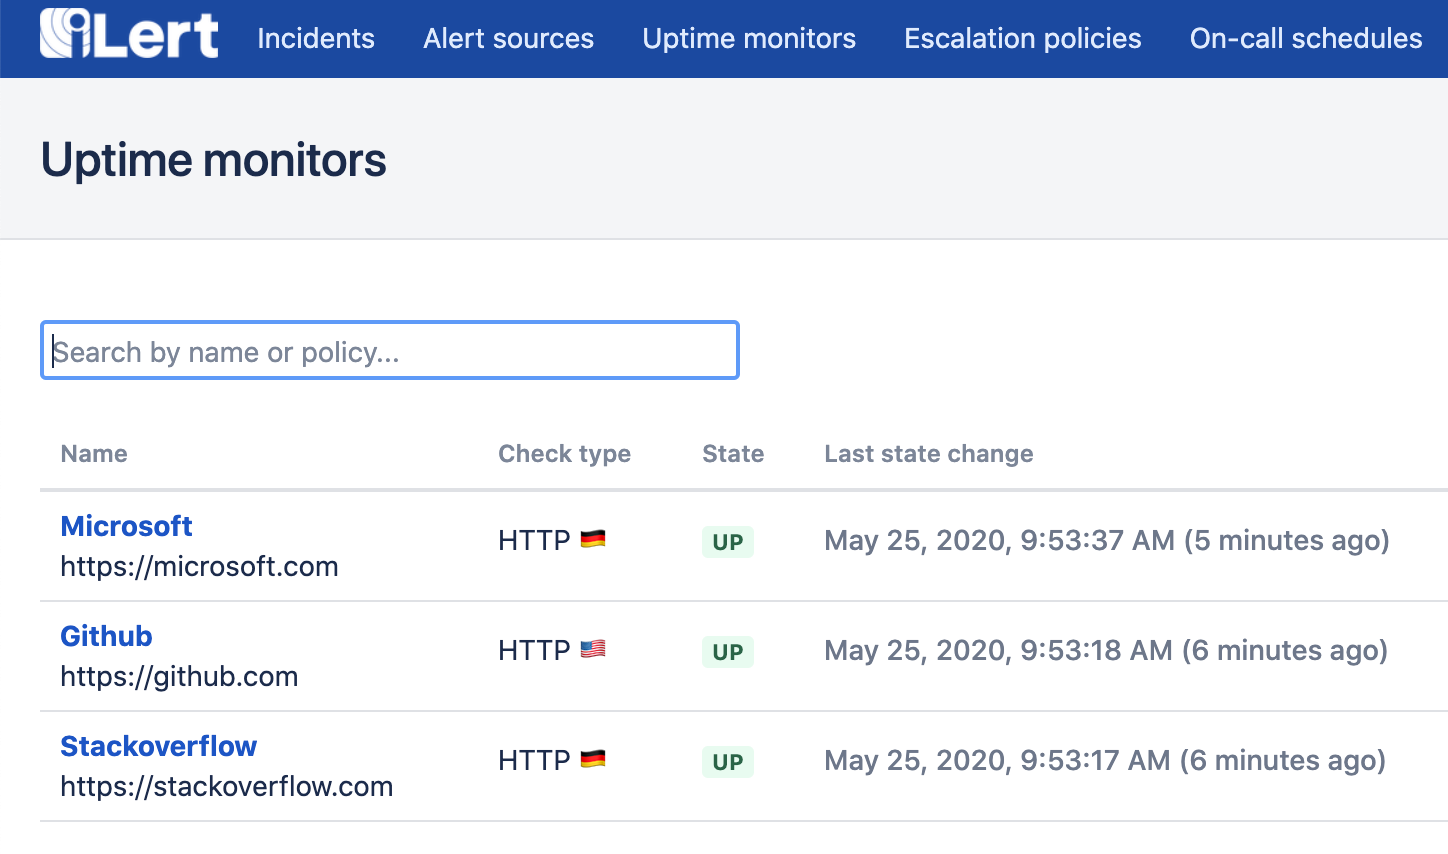 iLert Incidents Alert sources Uptime monitors Escalation policies On-call schedules
Uptime monitors
Search by name or policy...
Name Check type State Last state change
Microsoft
https://microsoft.com
HTTP UP May 25, 2020, 9:53:37 AM (5 minutes ago)
Github
https://github.com
HTTP UP May 25, 2020, 9:53:18 AM (6 minutes ago)
Stackoverflow
https://stackoverflow.com
HTTP UP May 25, 2020, 9:53:17 AM (6 minutes ago)